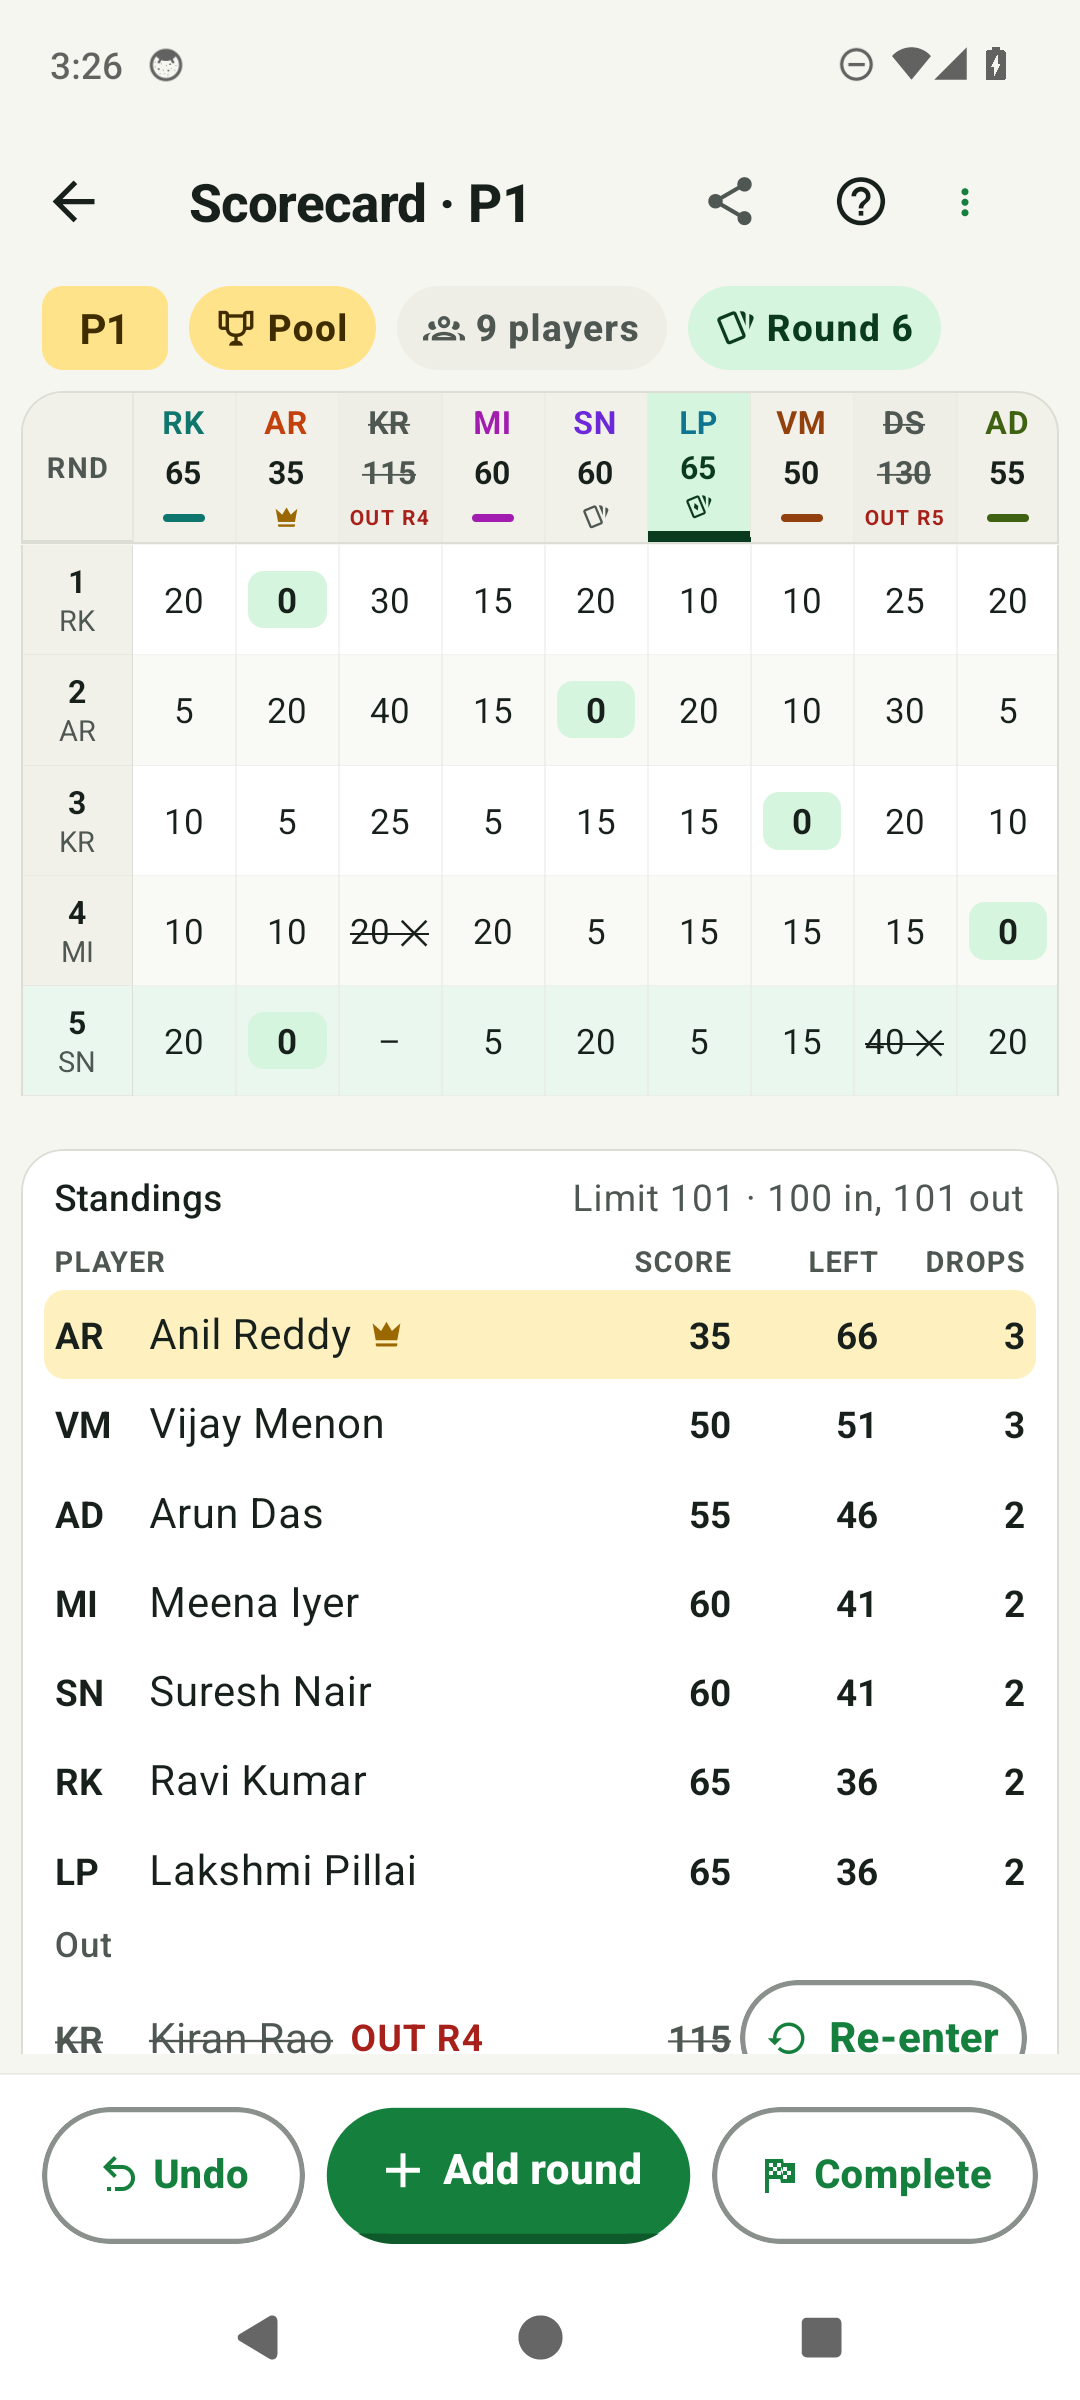 3:26
Scorecard · P1
P1 Pool 9 players Round 6
RND RK AR KR MI SN LP VM DS AD
65 35 115 60 60 65 50 130 55
OUT R4 OUT R5
1 RK 20 0 30 15 20 10 10 25 20
2 AR 5 20 40 15 0 20 10 30 5
3 KR 10 5 25 5 15 15 0 20 10
4 MI 10 10 20 × 20 5 15 15 15 0
5 SN 20 0 – 5 20 5 15 40 × 20
Standings Limit 101 · 100 in, 101 out
PLAYER SCORE LEFT DROPS
AR Anil Reddy 35 66 3
VM Vijay Menon 50 51 3
AD Arun Das 55 46 2
MI Meena Iyer 60 41 2
SN Suresh Nair 60 41 2
RK Ravi Kumar 65 36 2
LP Lakshmi Pillai 65 36 2
Out
KR Kiran Rao OUT R4 115 Re-enter
Undo + Add round Complete